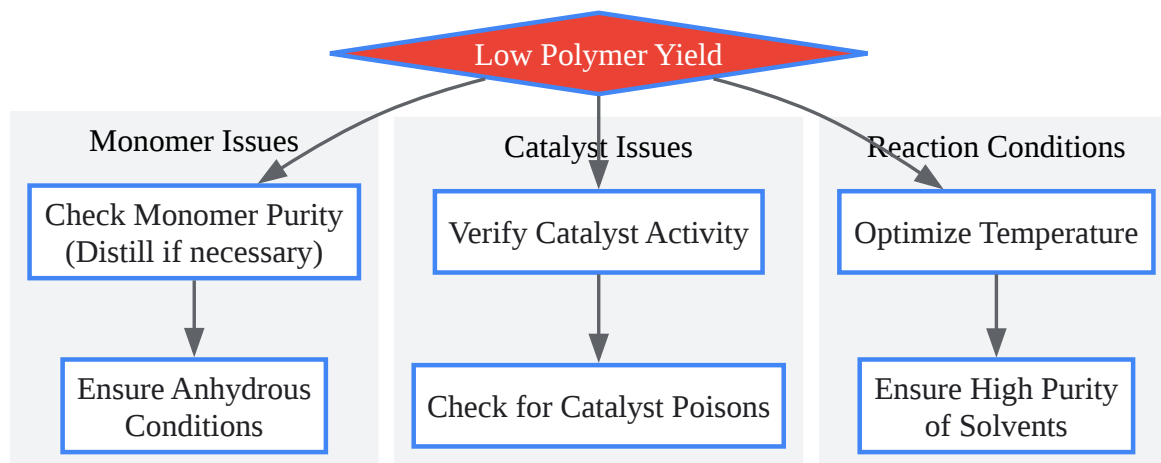 Low Polymer Yield
Monomer Issues
Catalyst Issues
Reaction Conditions
Check Monomer Purity
(Distill if necessary)
Verify Catalyst Activity
Optimize Temperature
Ensure Anhydrous
Conditions
Check for Catalyst Poisons
Ensure High Purity
of Solvents